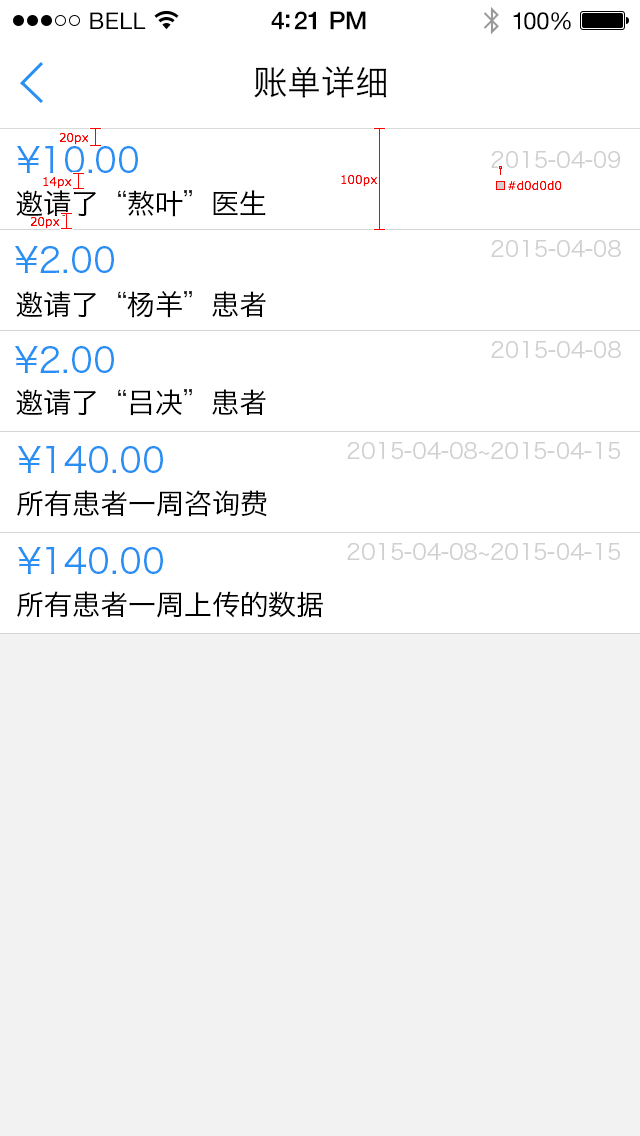 BELL 4:21 PM 100%
账单详细
20px
¥10.00 2015-04-09
14px 100px #d0d0d0
邀请了“熬叶”医生
20px
¥2.00 2015-04-08
邀请了“杨羊”患者
¥2.00 2015-04-08
邀请了“吕决”患者
¥140.00 2015-04-08~2015-04-15
所有患者一周咨询费
¥140.00 2015-04-08~2015-04-15
所有患者一周上传的数据